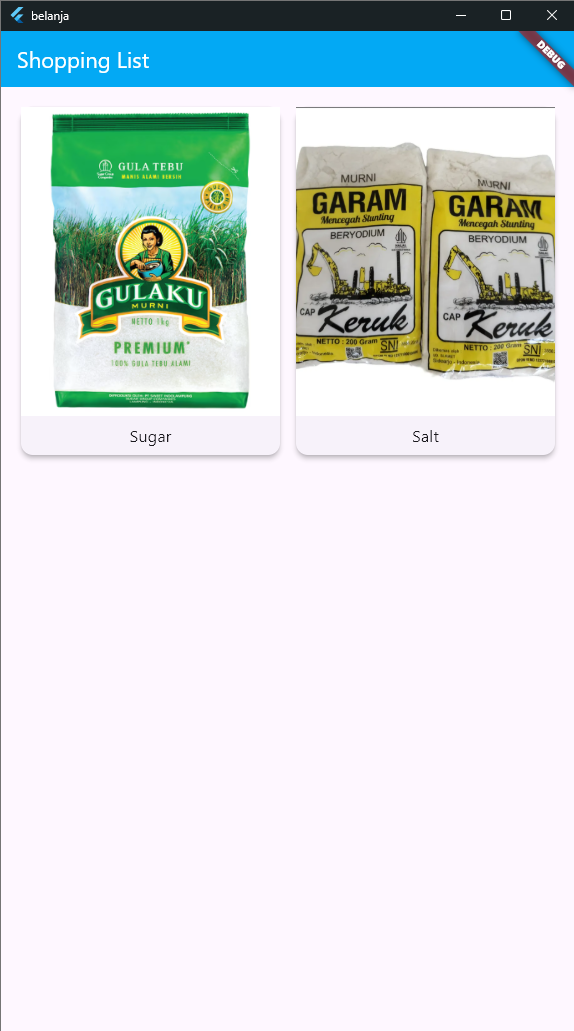 belanja
Shopping List
DEBUG
GULA TEBU
MANIS ALAMI BERSIH
GULAKU
MURNI
NETTO 1kg
PREMIUM
100% GULA TEBU ALAMI
Sugar
MURNI
GARAM
Mencegah Stunting
BERYODIUM
CAP
Keruk
NETTO : 200 Gram
SNI
MURNI
GARAM
Mencegah Stunting
BERYODIUM
CAP
Keruk
NETTO : 200 Gram
SNI
Salt